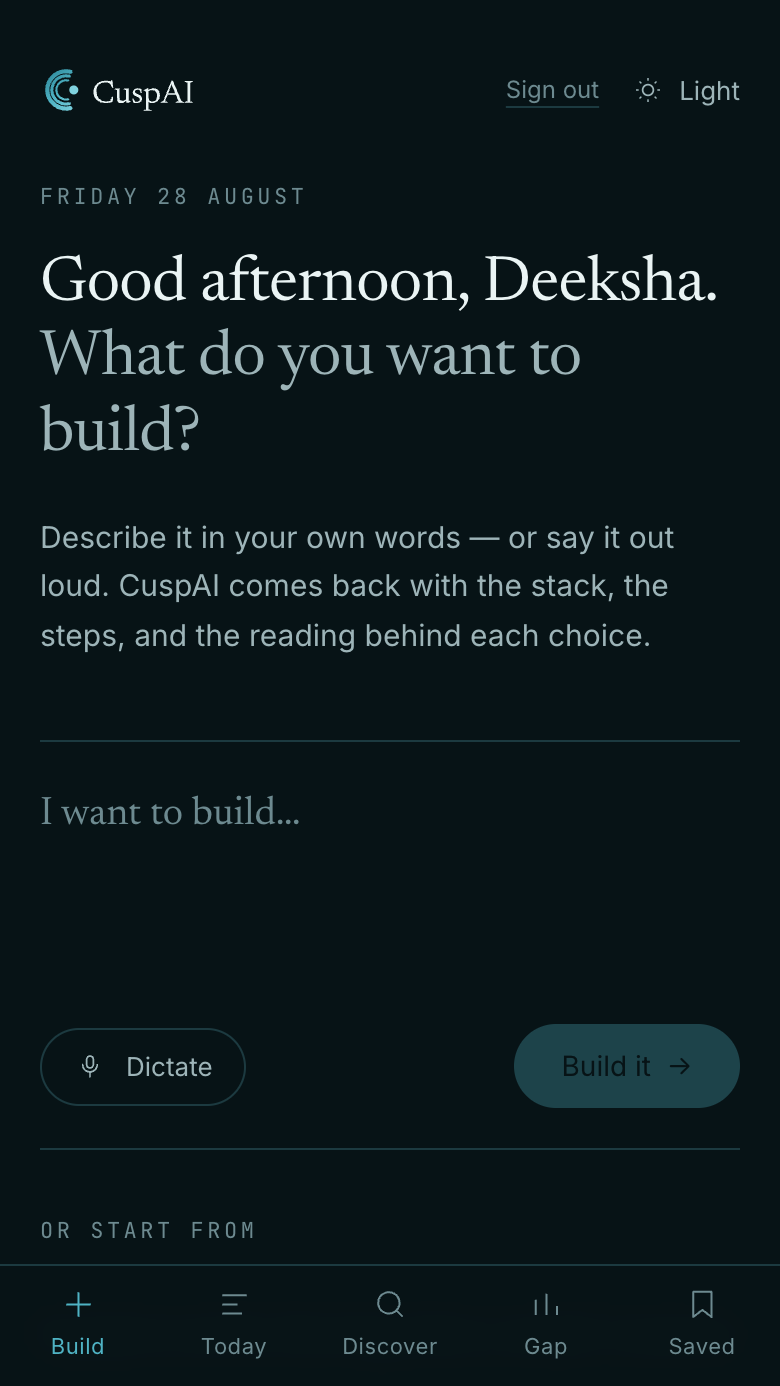 CuspAI
Sign out
Light
FRIDAY 28 AUGUST
Good afternoon, Deeksha.
What do you want to
build?
Describe it in your own words — or say it out
loud. CuspAI comes back with the stack, the
steps, and the reading behind each choice.
I want to build...
Dictate
Build it →
OR START FROM
Build
Today
Discover
Gap
Saved